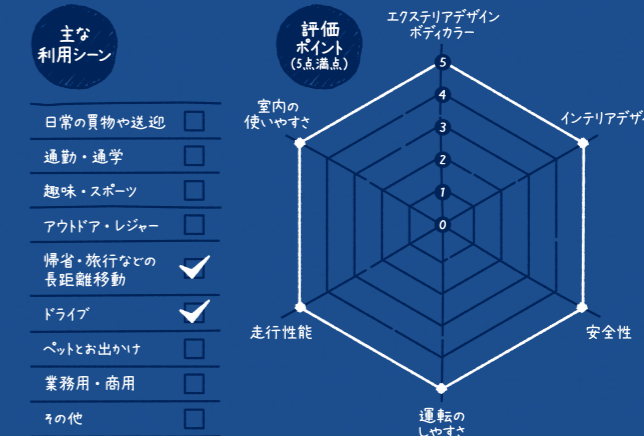 主な
利用シーン
日常の買物や送迎
通勤・通学
趣味・スポーツ
アウトドア・レジャー
帰省・旅行などの
長距離移動
ドライブ
ペットとお出かけ
業務用・商用
その他
評価
ポイント
(5点満点)
エクステリアデザイン
ボディカラー
5
4
3
2
1
0
室内の
使いやすさ
インテリアデザ
走行性能
安全性
運転の
しやすさ